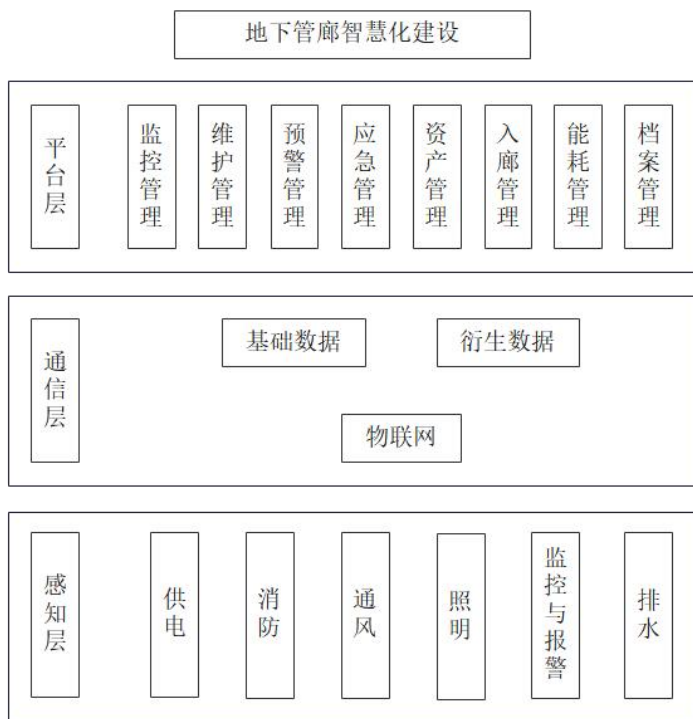 地下管廊智慧化建设
平台层
监控管理
维护管理
预警管理
应急管理
资产管理
入廊管理
能耗管理
档案管理
通信层
基础数据
衍生数据
物联网
感知层
供电
消防
通风
照明
监控与报警
排水